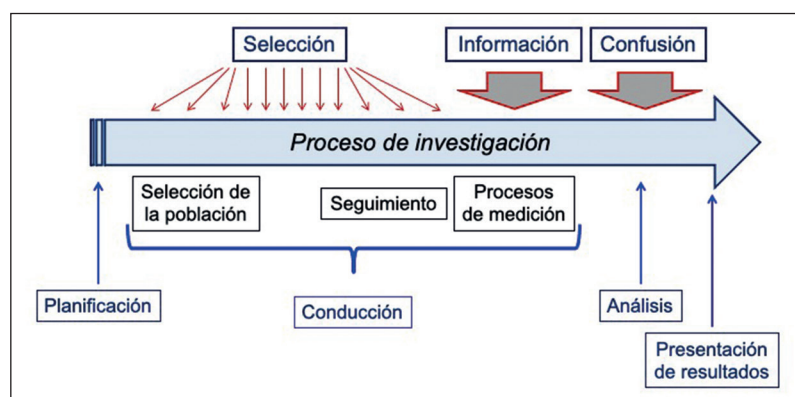 Selección
Información
Confusión
Proceso de investigación
Selección de
la población
Seguimiento
Procesos
de medición
Planificación
Conducción
Análisis
Presentación
de resultados